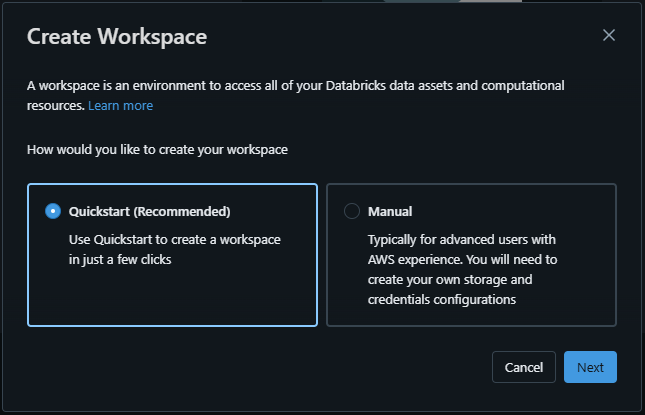 Create Workspace
A workspace is an environment to access all of your Databricks data assets and computational
resources. Learn more
How would you like to create your workspace
Quickstart (Recommended)
Use Quickstart to create a workspace
in just a few clicks
Manual
Typically for advanced users with
AWS experience. You will need to
create your own storage and
credentials configurations
Cancel
Next